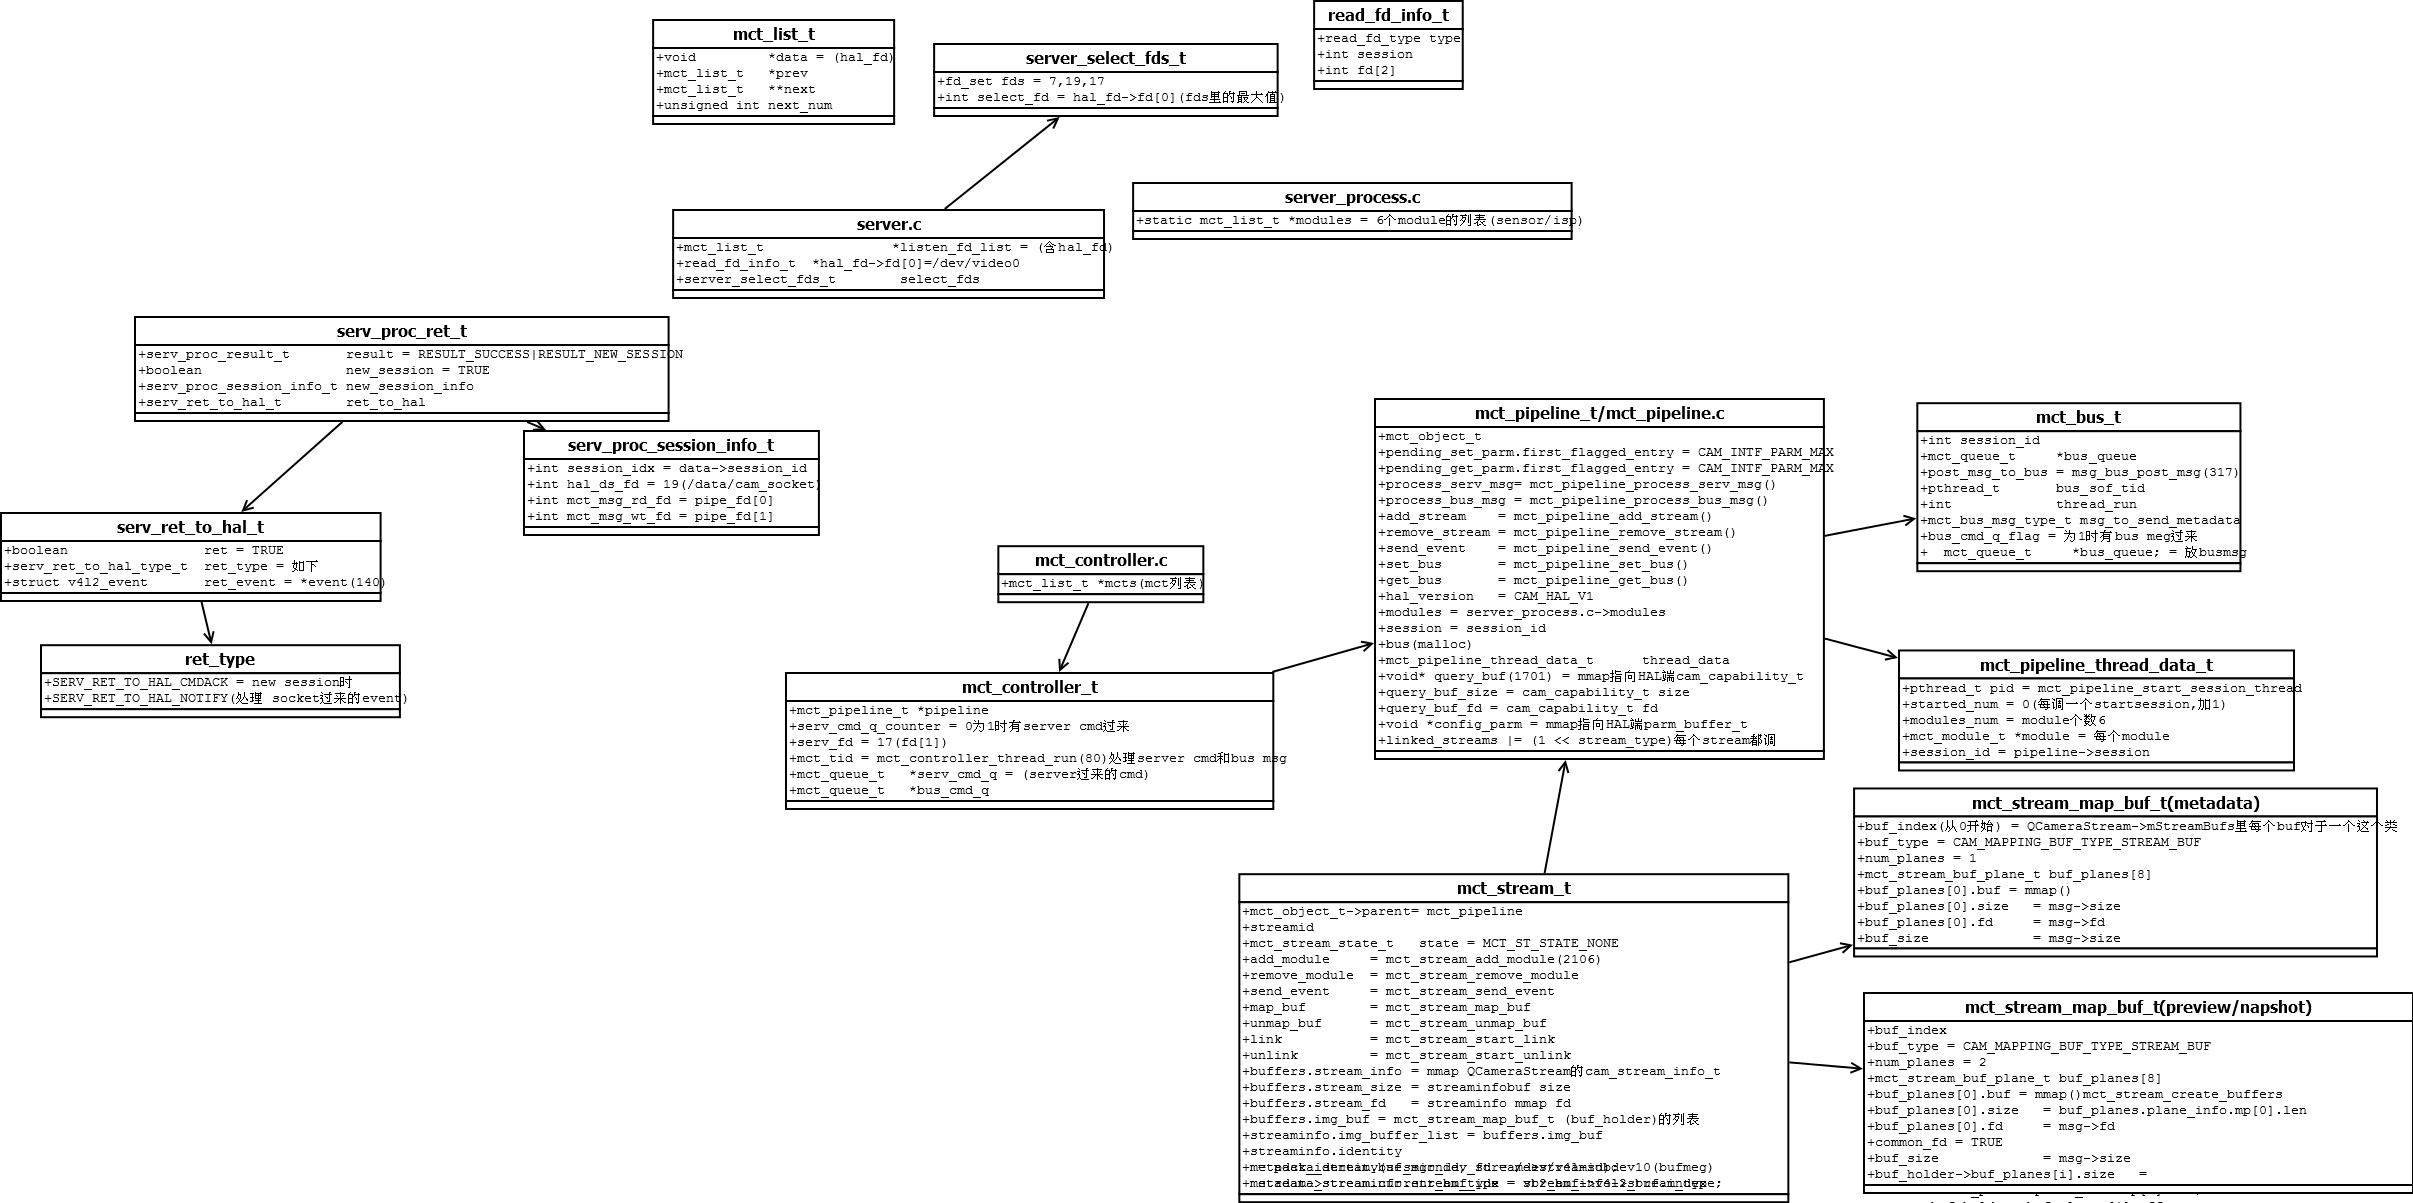 mct_list_t
+void *data = (hal_fd)
+mct_list_t *prev
+mct_list_t **next
+unsigned int next_num
server_select_fds_t
+fd_set fds = 7,19,17
+int select_fd = hal_fd->fd[0](fds里的最大值)
read_fd_info_t
+read_fd_type type
+int session
+int fd[2]
server_process.c
+static mct_list_t *modules = 6个module的列表(sensor/isp)
server.c
+mct_list_t *listen_fd_list = (含hal_fd)
+read_fd_info_t *hal_fd->fd[0]=/dev/video0
+server_select_fds_t select_fds
serv_proc_ret_t
+serv_proc_result_t result = RESULT_SUCCESS|RESULT_NEW_SESSION
+boolean new_session = TRUE
+serv_proc_session_info_t new_session_info
+serv_ret_to_hal_t ret_to_hal
serv_proc_session_info_t
+int session_idx = data->session_id
+int hal_ds_fd = 19(/data/cam_socket)
+int mct_msg_rd_fd = pipe_fd[0]
+int mct_msg_wt_fd = pipe_fd[1]
serv_ret_to_hal_t
+boolean ret = TRUE
+serv_ret_to_hal_type_t ret_type = 如下
+struct v4l2_event ret_event = *event(140)
ret_type
+SERV_RET_TO_HAL_CMDACK = new session时
+SERV_RET_TO_HAL_NOTIFY(处理 socket过来的event)
mct_controller.c
+mct_list_t *mcts(mct列表)
mct_controller_t
+mct_pipeline_t *pipeline
+serv_cmd_q_counter = 0为1时有server cmd过来
+serv_fd = 17(fd[1])
+mct_tid = mct_controller_thread_run(80)处理server cmd和bus msg
+mct_queue_t *serv_cmd_q = (server过来的cmd)
+mct_queue_t *bus_cmd_q
mct_pipeline_t/mct_pipeline.c
+mct_object_t
+pending_set_parm.first_flagged_entry = CAM_INTF_PARM_MAX
+pending_get_parm.first_flagged_entry = CAM_INTF_PARM_MAX
+process_serv_msg= mct_pipeline_process_serv_msg()
+process_bus_msg = mct_pipeline_process_bus_msg()
+add_stream = mct_pipeline_add_stream()
+remove_stream = mct_pipeline_remove_stream()
+send_event = mct_pipeline_send_event()
+set_bus = mct_pipeline_set_bus()
+get_bus = mct_pipeline_get_bus()
+hal_version = CAM_HAL_V1
+modules = server_process.c->modules
+session = session_id
+bus(malloc)
+mct_pipeline_thread_data_t thread_data
+void* query_buf(1701) = mmap指向HAL端cam_capability_t
+query_buf_size = cam_capability_t size
+query_buf_fd = cam_capability_t fd
+void *config_parm = mmap指向HAL端parm_buffer_t
+linked_streams |= (1 << stream_type)每个stream都调
mct_bus_t
+int session_id
+mct_queue_t *bus_queue
+post_msg_to_bus = msg_bus_post_msg(317)
+pthread_t bus_sof_tid
+int thread_run
+mct_bus_msg_type_t msg_to_send_metadata
+bus_cmd_q_flag = 为1时有bus meg过来
+ mct_queue_t *bus_queue; = 放busmsg
mct_pipeline_thread_data_t
+pthread_t pid = mct_pipeline_start_session_thread
+started_num = 0(每调一个startsession,加1)
+modules_num = module个数6
+mct_module_t *module = 每个module
+session_id = pipeline->session
mct_stream_map_buf_t(metadata)
+buf_index(从0开始) = QCameraStream->mStreamBufs里每个buf对于一个这个类
+buf_type = CAM_MAPPING_BUF_TYPE_STREAM_BUF
+num_planes = 1
+mct_stream_buf_plane_t buf_planes[8]
+buf_planes[0].buf = mmap()
+buf_planes[0].size = msg->size
+buf_planes[0].fd = msg->fd
+buf_size = msg->size
mct_stream_t
+mct_object_t->parent= mct_pipeline
+streamid
+mct_stream_state_t state = MCT_ST_STATE_NONE
+add_module = mct_stream_add_module(2106)
+remove_module = mct_stream_remove_module
+send_event = mct_stream_send_event
+map_buf = mct_stream_map_buf
+unmap_buf = mct_stream_unmap_buf
+link = mct_stream_start_link
+unlink = mct_stream_start_unlink
+buffers.stream_info = mmap QCameraStream的cam_stream_info_t
+buffers.stream_size = streaminfobuf size
+buffers.stream_fd = streaminfo mmap fd
+buffers.img_buf = mct_stream_map_buf_t (buf_holder)的列表
+streaminfo.img_buffer_list = buffers.img_buf
+streaminfo.identity
mct_stream_map_buf_t(preview/napshot)
+buf_index
+buf_type = CAM_MAPPING_BUF_TYPE_STREAM_BUF
+num_planes = 2
+mct_stream_buf_plane_t buf_planes[8]
+buf_planes[0].buf = mmap()mct_stream_create_buffers
+buf_planes[0].size = buf_planes.plane_info.mp[0].len
+buf_planes[0].fd = msg->fd
+common_fd = TRUE
+buf_size = msg->size
+buf_holder->buf_planes[i].size =